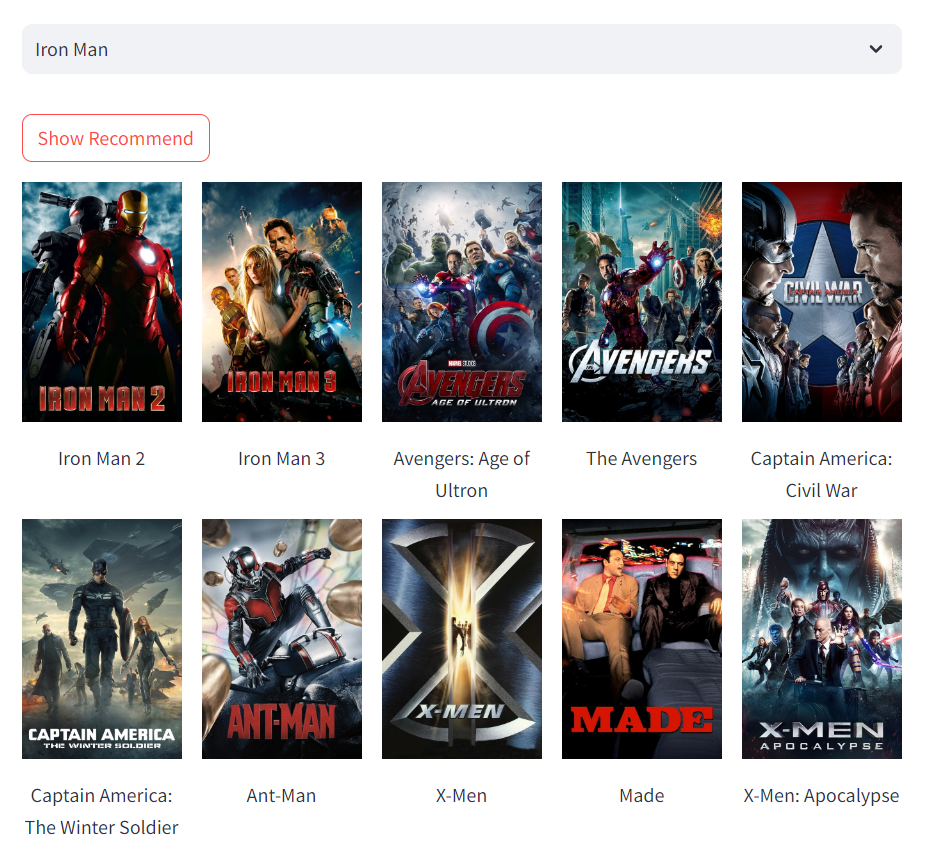 Iron Man
Show Recommend
IRON MAN 2
IRON MAN 3
MARVEL STUDIOS
AVENGERS
AGE OF ULTRON
AVENGERS
CAPTAIN AMERICA
CIVIL WAR
Iron Man 2
Iron Man 3
Avengers: Age of
Ultron
The Avengers
Captain America:
Civil War
CAPTAIN AMERICA
THE WINTER SOLDIER
ANT-MAN
X-MEN
MADE
X-MEN
APOCALYPSE
Captain America:
The Winter Soldier
Ant-Man
X-Men
Made
X-Men: Apocalypse